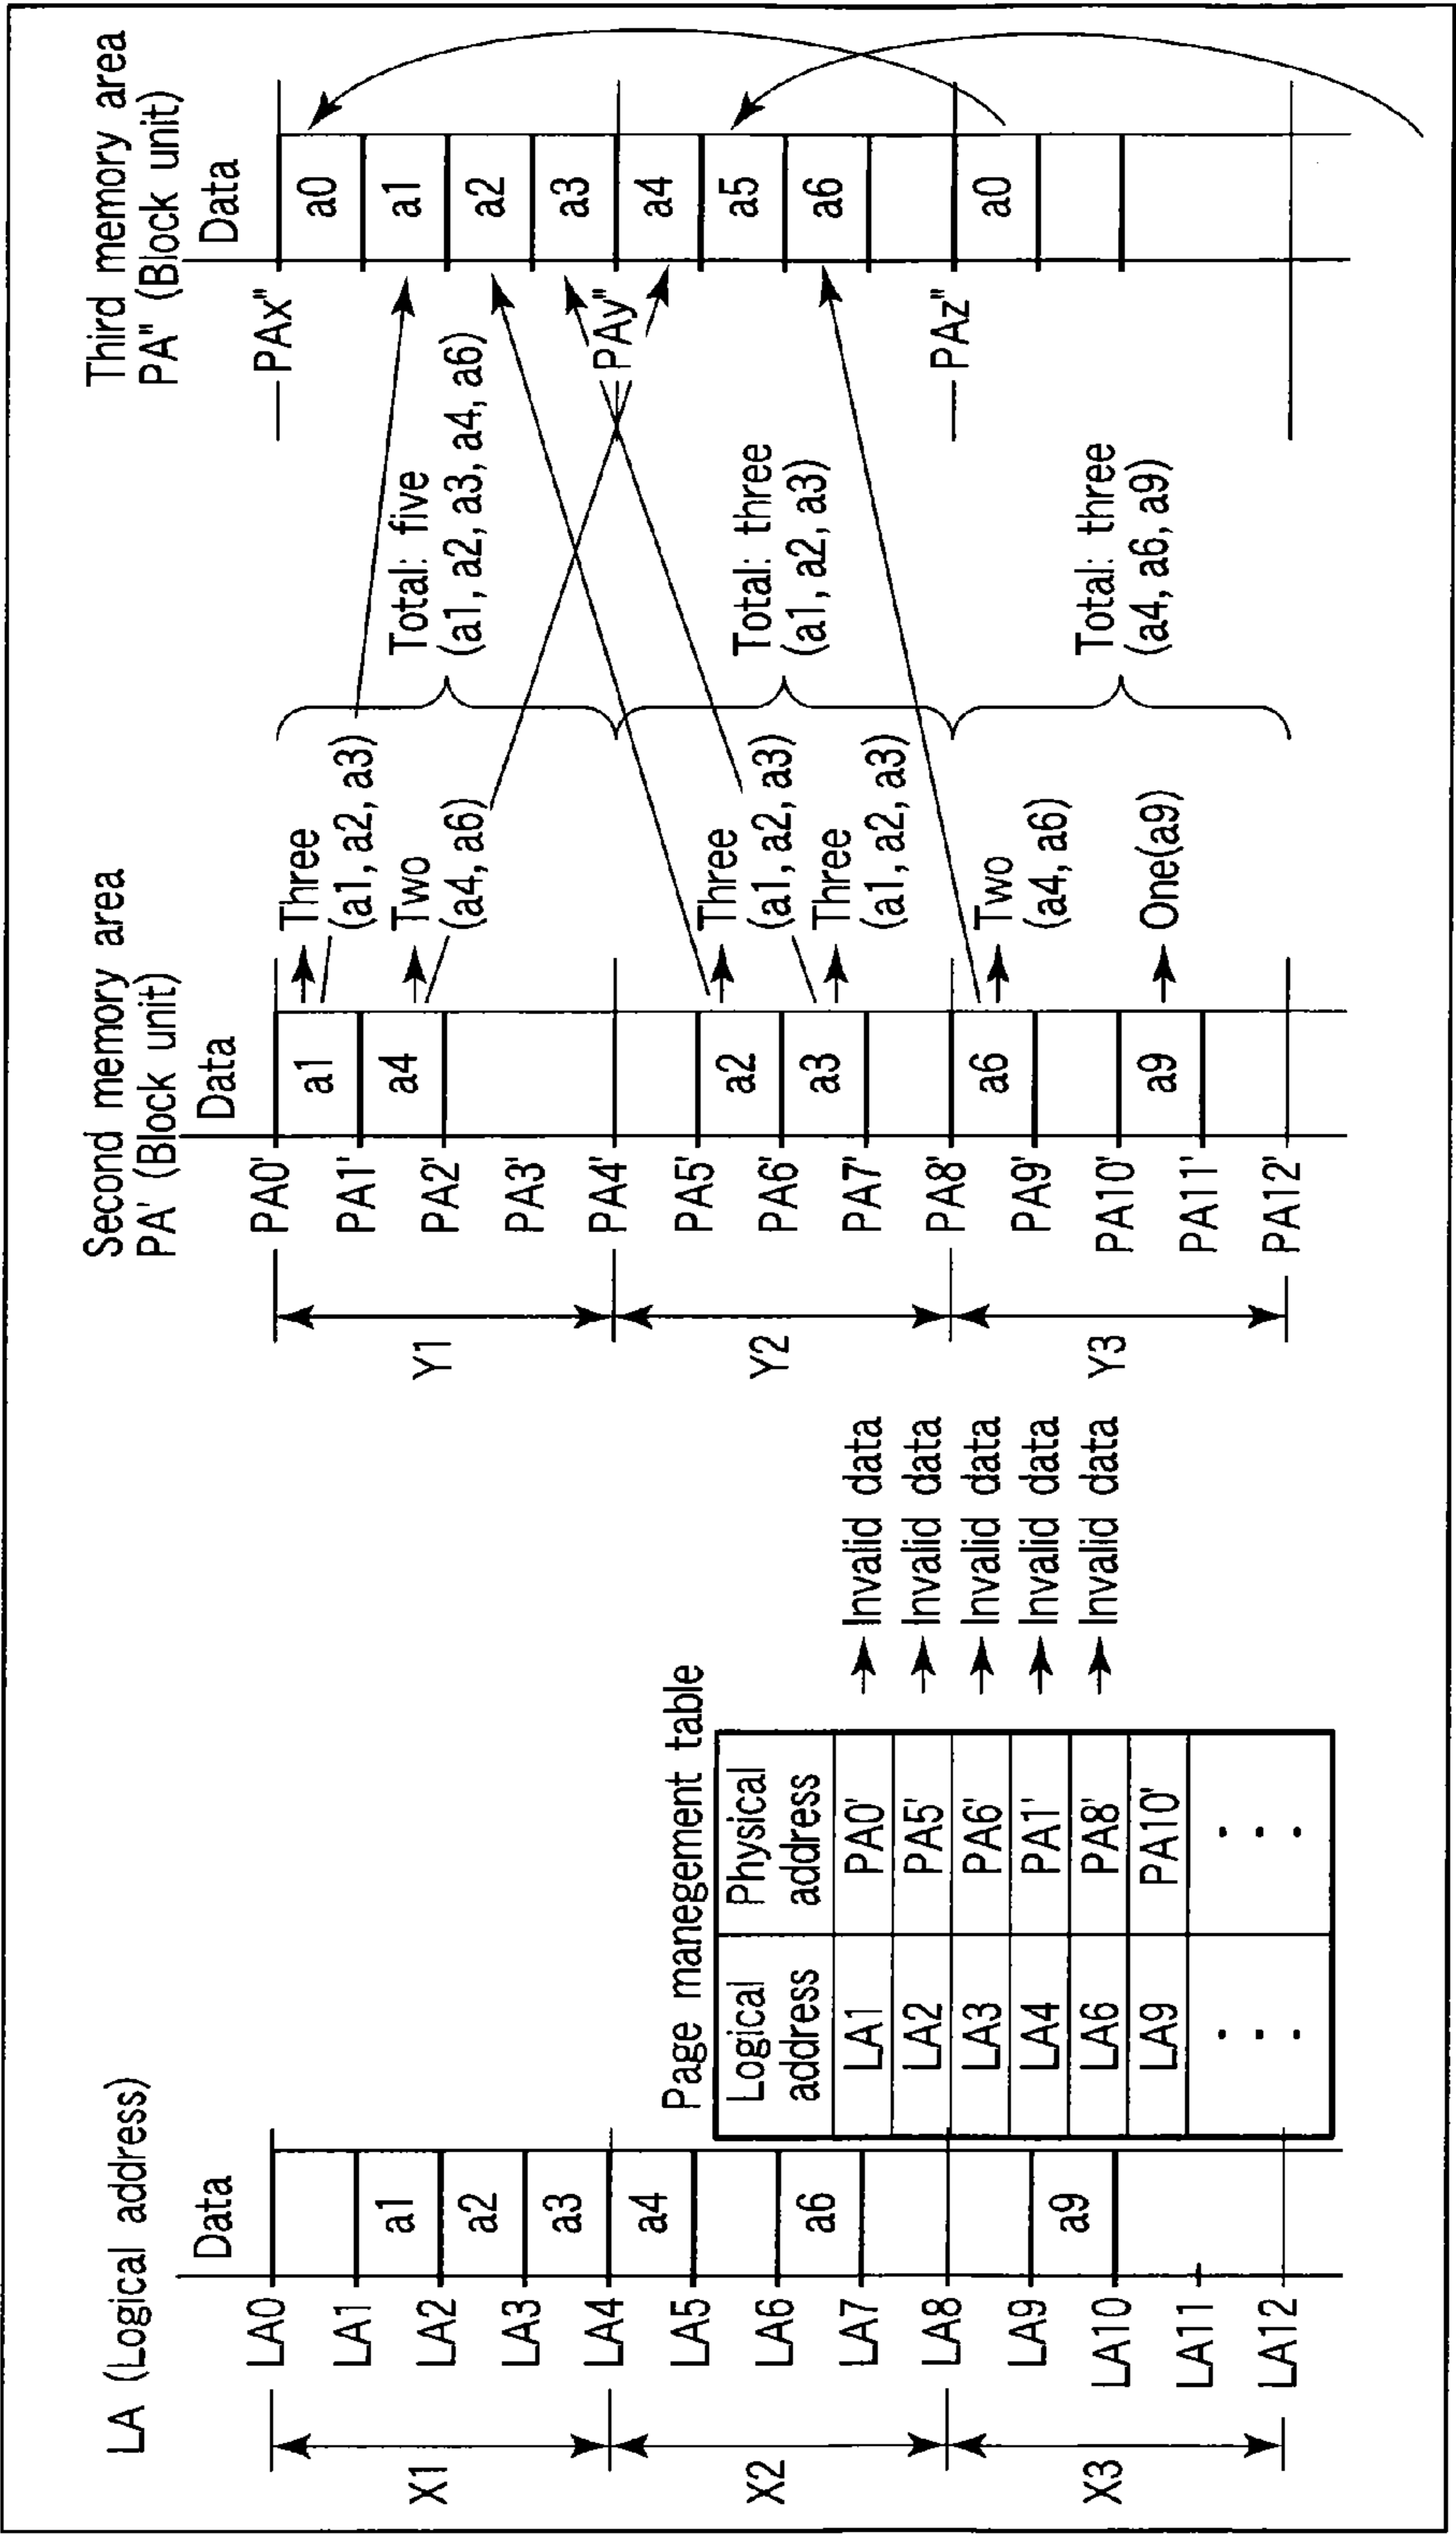 LA (Logical address)
Data
LA0
LA1
a1
LA2
a2
LA3
a3
LA4
a4
LA5
LA6
a6
LA7
LA8
LA9
a9
LA10
LA11
LA12
X1
X2
X3
Page manegement table
Logical address
Physical address
LA1 PA0'
LA2 PA5'
LA3 PA6'
LA4 PA1'
LA6 PA8'
LA9 PA10'
Invalid data
Invalid data
Invalid data
Invalid data
Invalid data
Second memory area
PA' (Block unit)
Data
PA0'
a1
PA1'
a4
PA2'
PA3'
PA4'
PA5'
a2
PA6'
a3
PA7'
PA8'
a6
PA9'
PA10'
a9
PA11'
PA12'
Y1
Y2
Y3
Three
(a1, a2, a3)
Two
(a4, a6)
Three
(a1, a2, a3)
Three
(a1, a2, a3)
Two
(a4, a6)
One(a9)
Total: five
(a1, a2, a3, a4, a6)
Total: three
(a1, a2, a3)
Total: three
(a4, a6, a9)
Third memory area
PA" (Block unit)
Data
PAx"
a0
a1
a2
a3
PAy"
a4
a5
a6
PAz"
a0